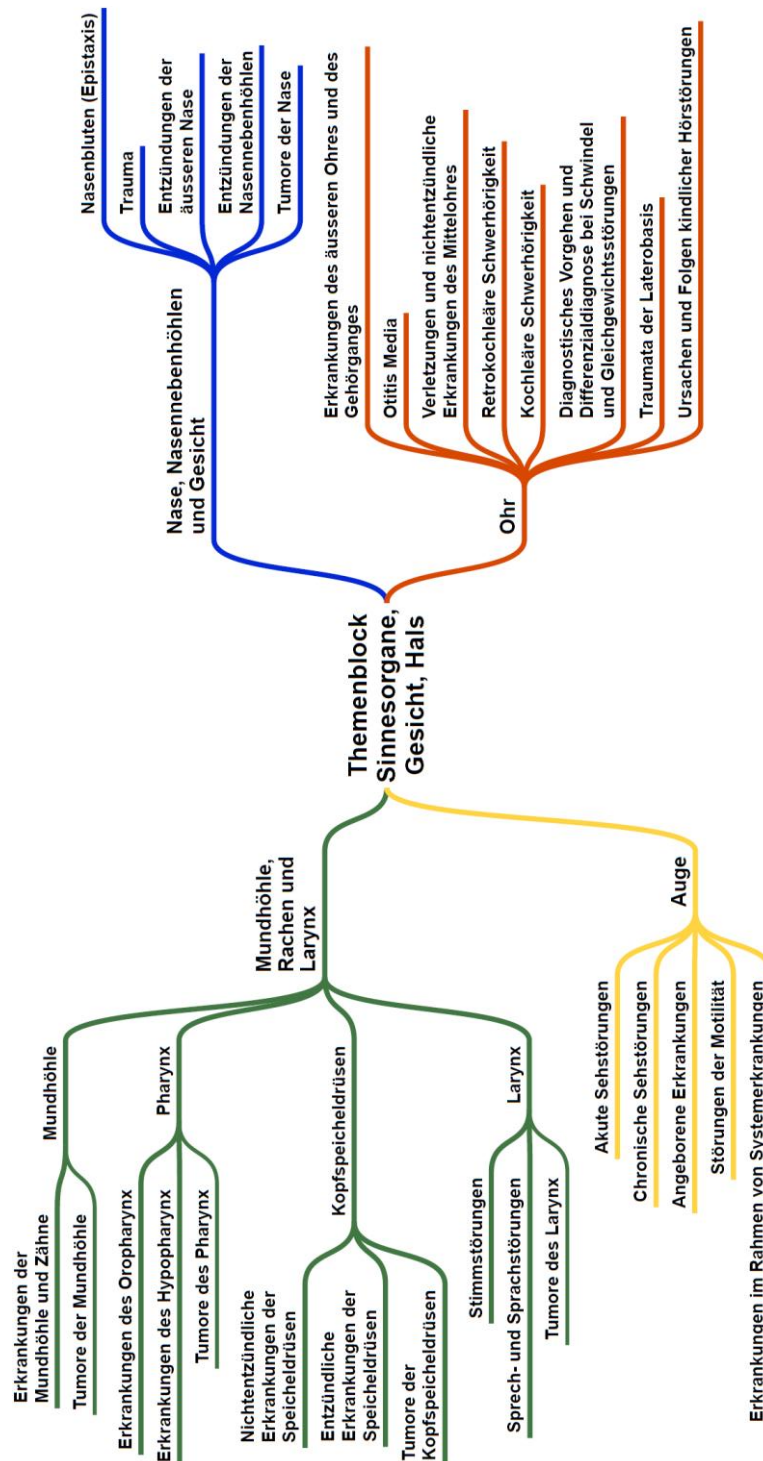 Themenblock
Sinnesorgane,
Gesicht, Hals
Nase, Nasennebenhöhlen
und Gesicht
Nasenbluten (Epistaxis)
Trauma
Entzündungen der
äusseren Nase
Entzündungen der
Nasennebenhöhlen
Tumore der Nase
Ohr
Erkrankungen des äusseren Ohres und des
Gehörganges
Otitis Media
Verletzungen und nichtentzündliche
Erkrankungen des Mittelohres
Retrokochleäre Schwerhörigkeit
Kochleäre Schwerhörigkeit
Diagnostisches Vorgehen und
Differenzialdiagnose bei Schwindel
und Gleichgewichtsstörungen
Traumata der Laterobasis
Ursachen und Folgen kindlicher Hörstörungen
Mundhöhle,
Rachen und
Larynx
Mundhöhle
Erkrankungen der
Mundhöhle und Zähne
Tumore der Mundhöhle
Pharynx
Erkrankungen des Oropharynx
Erkrankungen des Hypopharynx
Tumore des Pharynx
Kopfspeicheldrüsen
Nichtentzündliche
Erkrankungen der
Speicheldrüsen
Entzündliche
Erkrankungen der
Speicheldrüsen
Tumore der
Kopfspeicheldrüsen
Larynx
Stimmstörungen
Sprech- und Sprachstörungen
Tumore des Larynx
Auge
Akute Sehstörungen
Chronische Sehstörungen
Angeborene Erkrankungen
Störungen der Motilität
Erkrankungen im Rahmen von Systemerkrankungen